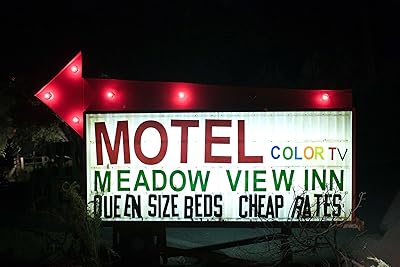 MOTEL COLOR TV
MEADOW VIEW INN
QUEEN SIZE BEDS CHEAP RATES